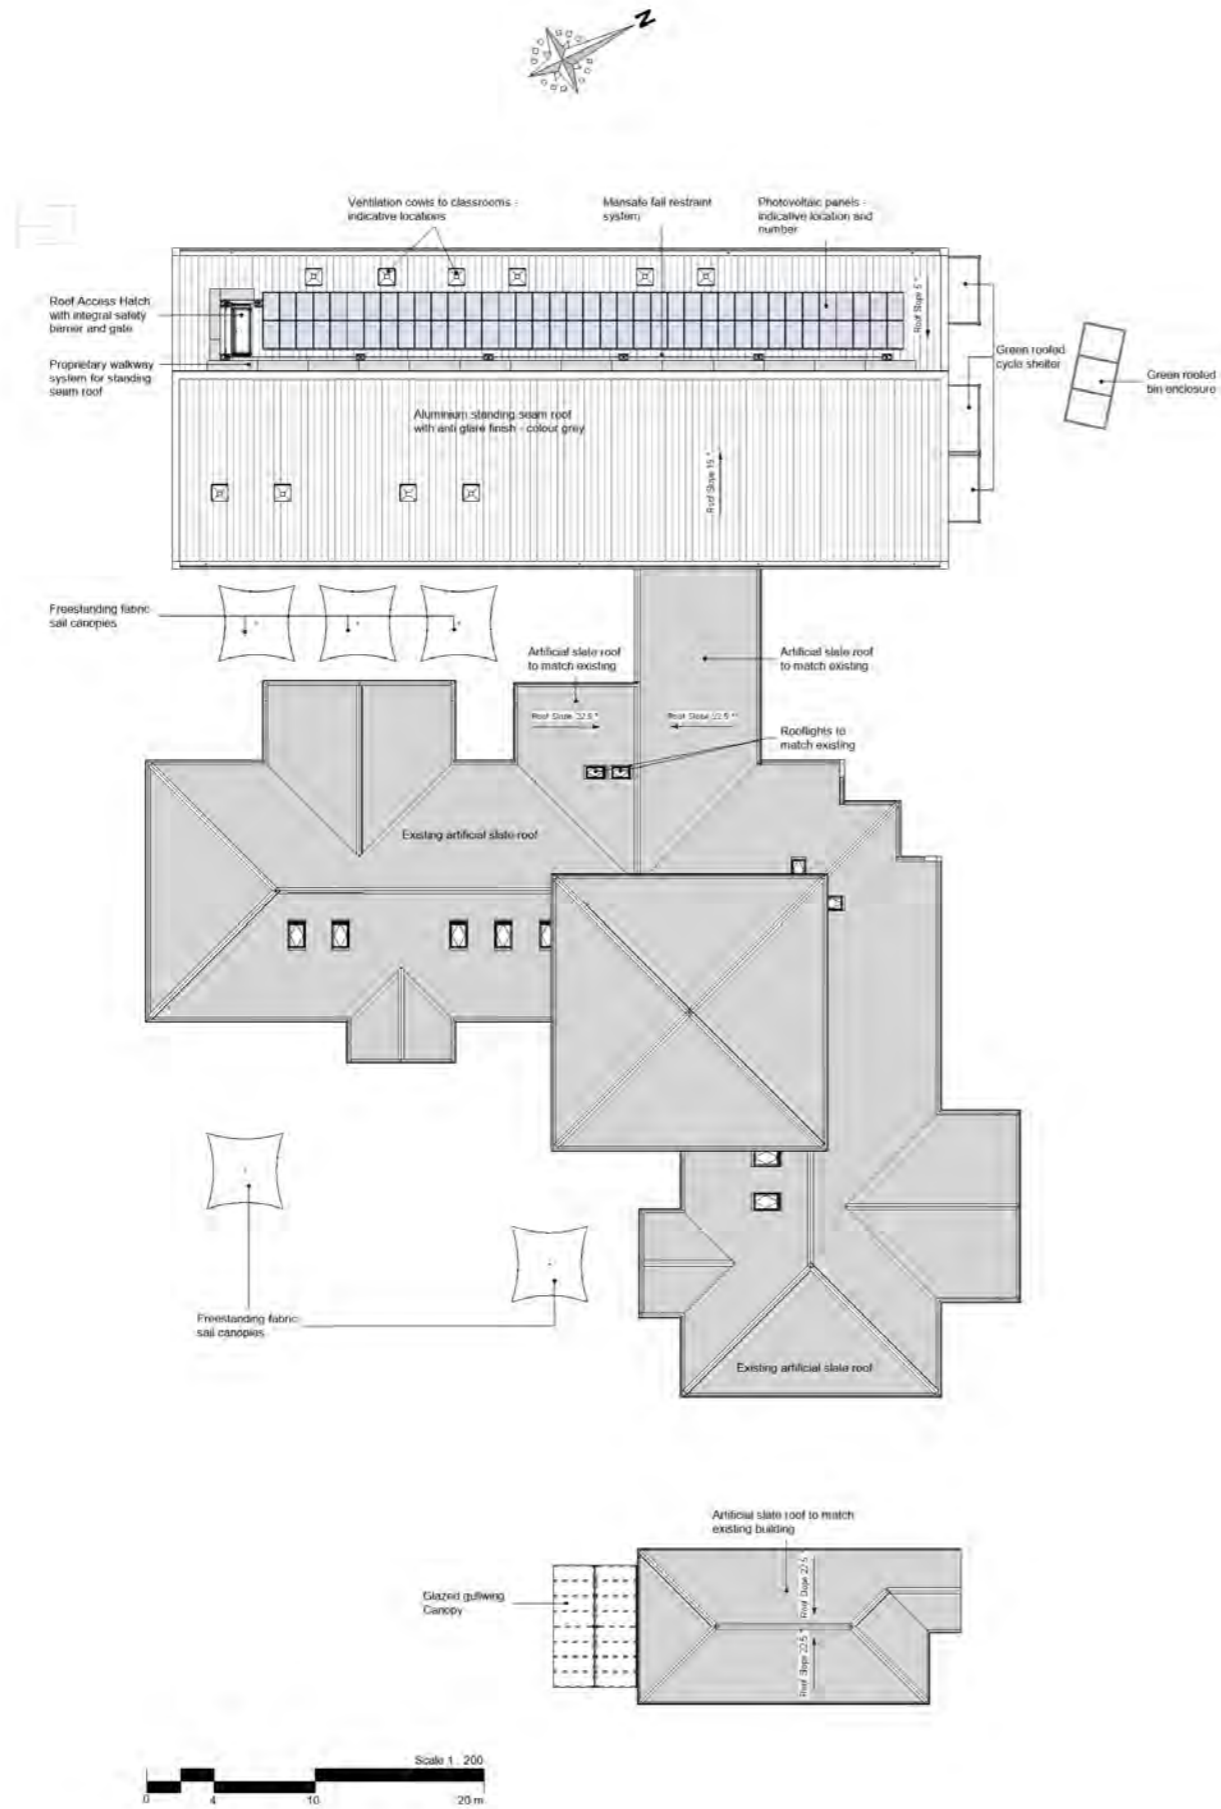 N
Ventilation cowls to classrooms -
indicative locations
Mansafe fall restraint
system
Photovoltaic panels -
indicative location and
number
Roof Access Hatch
with integral safety
barrier and gate
Roof Slope 5 °
Proprietary walkway
system for standing
seam roof
Green roofed
cycle shelter
Green roofed
bin enclosure
Aluminium standing seam roof
with anti glare finish - colour grey
Roof Slope 15 °
Freestanding fabric
sail canopies
Artificial slate roof
to match existing
Artificial slate roof
to match existing
Roof Slope 22.5 °
Roof Slope 22.5 °
Rooflights to
match existing
Existing artificial slate roof
Freestanding fabric
sail canopies
Existing artificial slate roof
Artificial slate roof to match
existing building
Glazed gullwing
Canopy
Roof Slope 22.5 °
Roof Slope 22.5 °
Scale 1 : 200
0 4 10 20 m